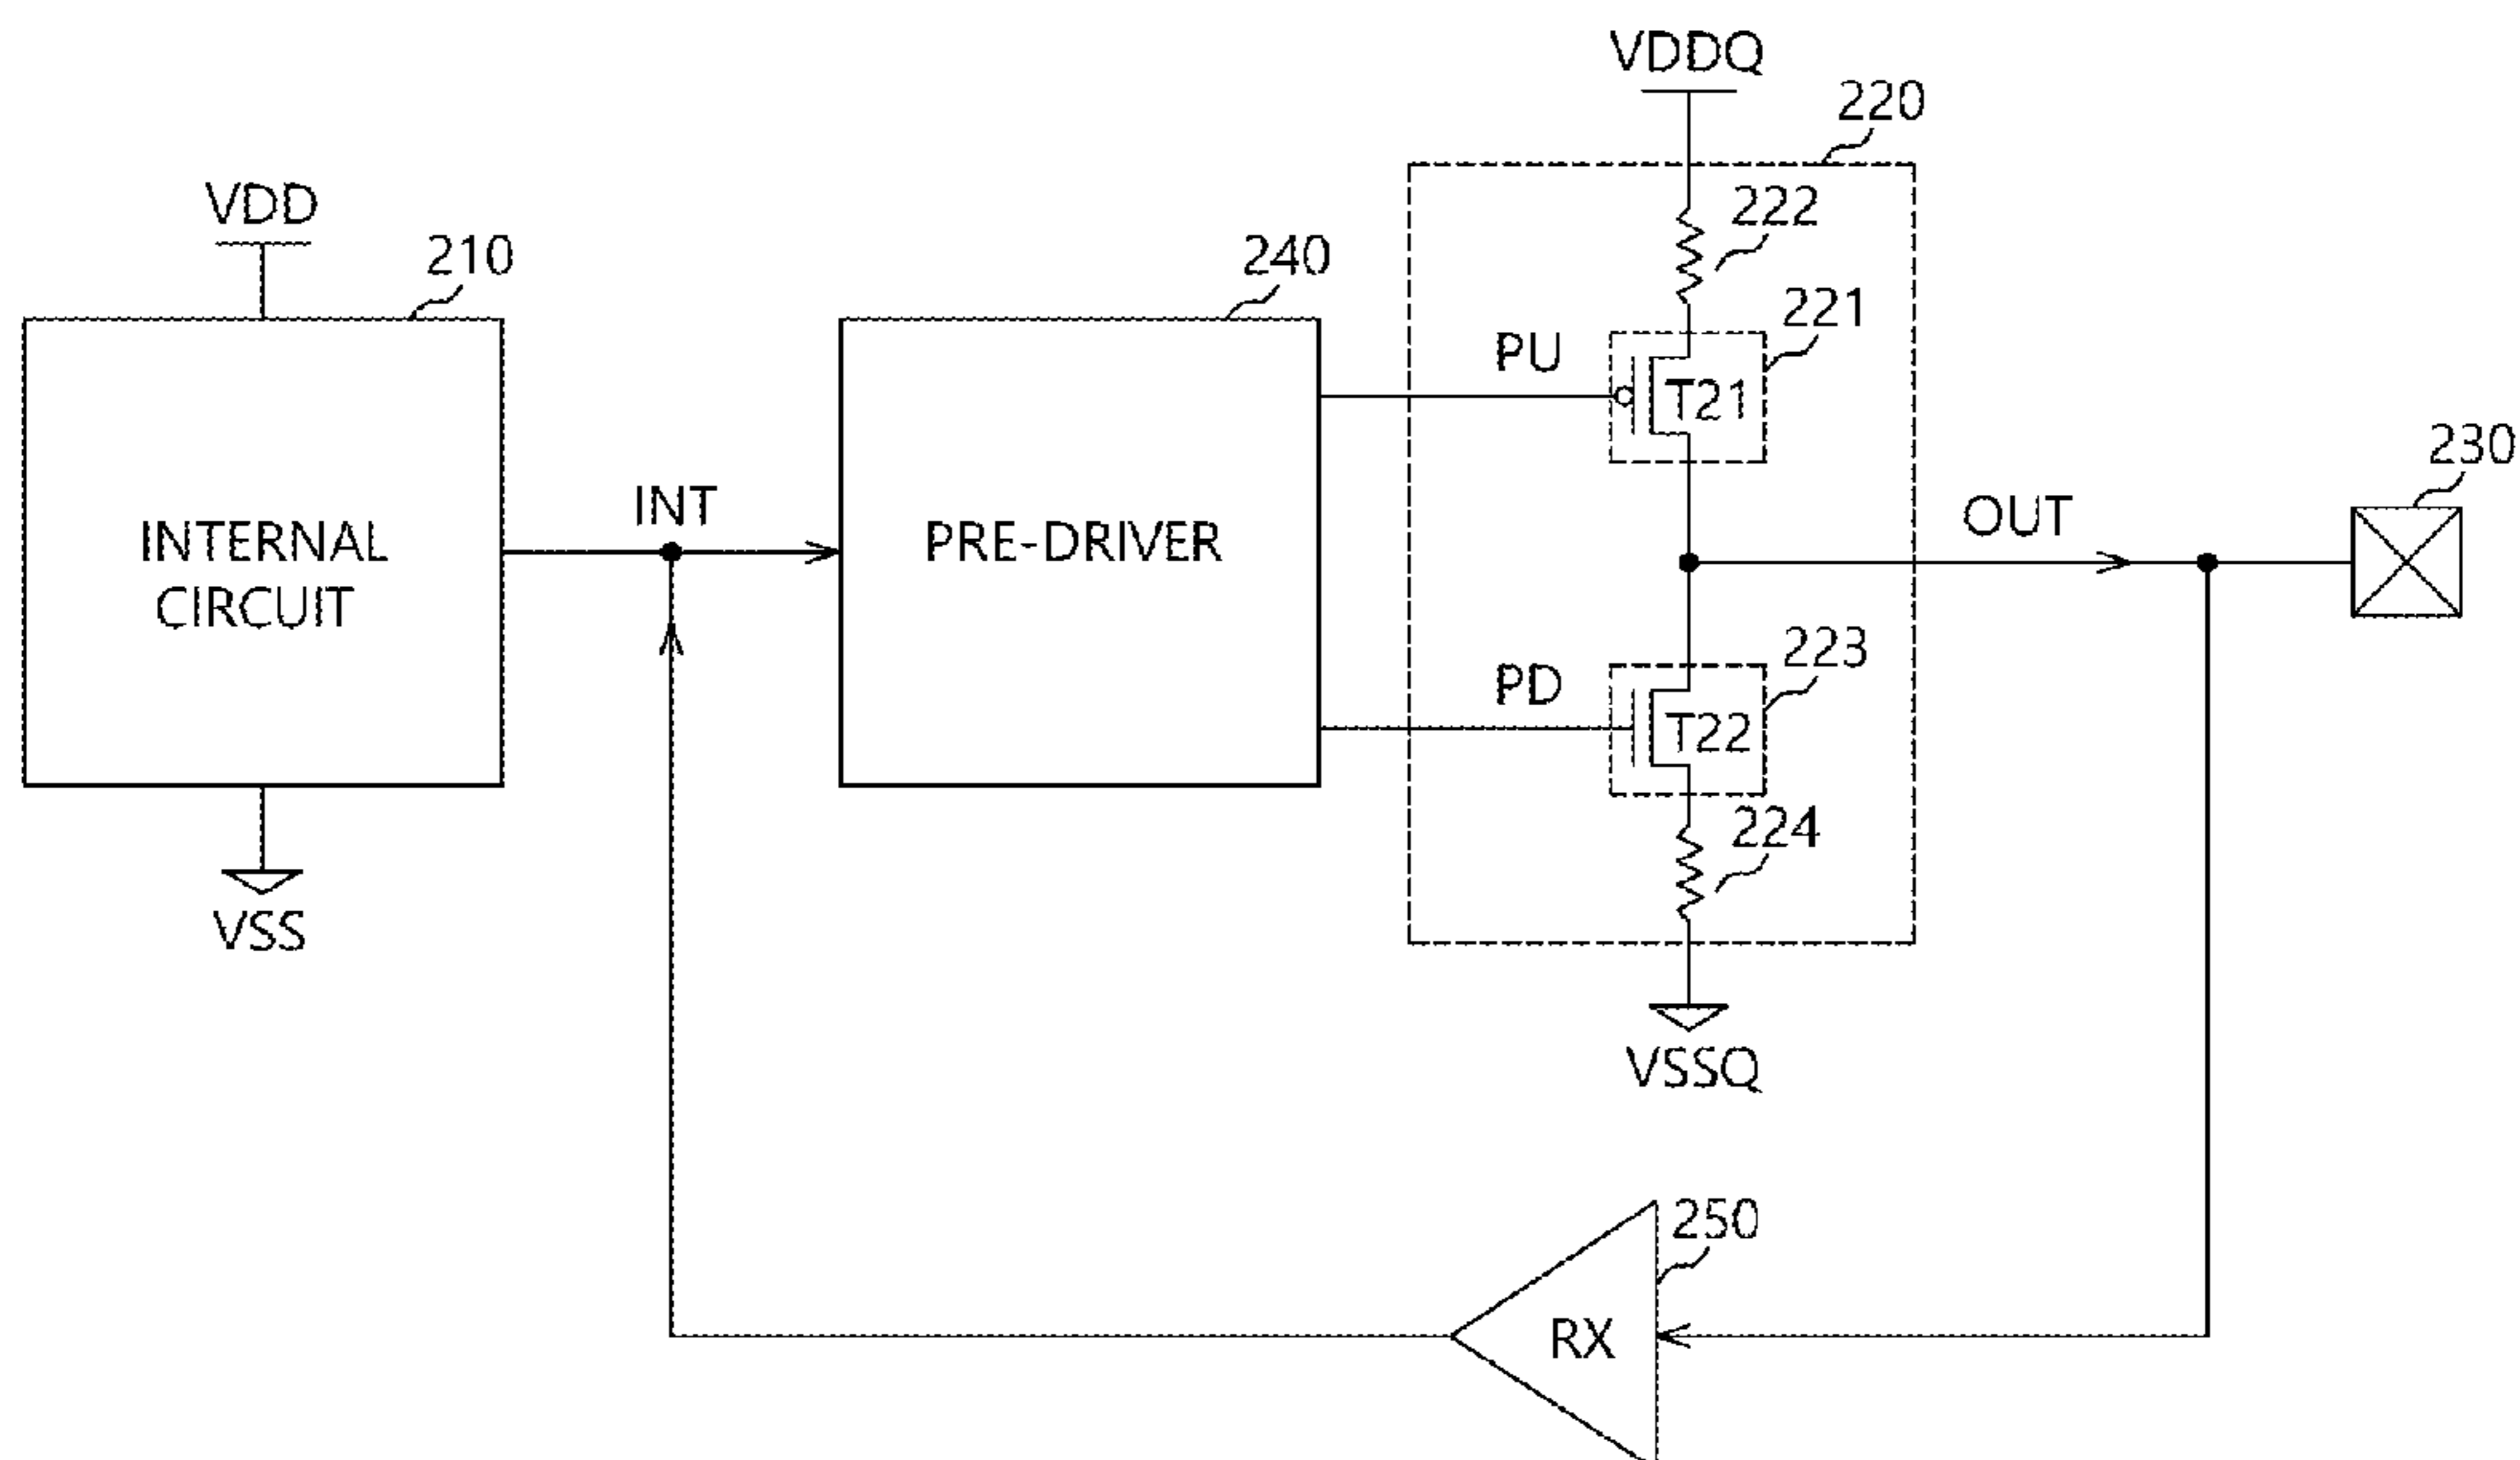 VDDQ
220
VDD
222
210
240
221
PU
T21
230
INT
OUT
INTERNAL
CIRCUIT
PRE-DRIVER
223
PD
T22
224
VSS
VSSQ
250
RX